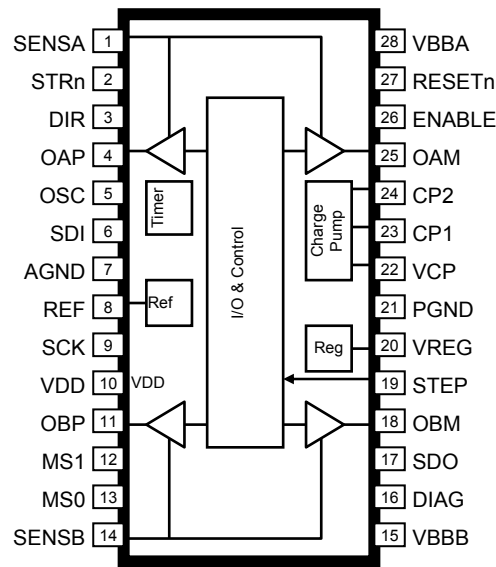 SENSA 1
STRn 2
DIR 3
OAP 4
OSC 5
SDI 6
AGND 7
REF 8
SCK 9
VDD 10 VDD
OBP 11
MS1 12
MS0 13
SENSB 14
Timer
Ref
I/O & Control
Charge
Pump
Reg
28 VBBA
27 RESETn
26 ENABLE
25 OAM
24 CP2
23 CP1
22 VCP
21 PGND
20 VREG
19 STEP
18 OBM
17 SDO
16 DIAG
15 VBBB